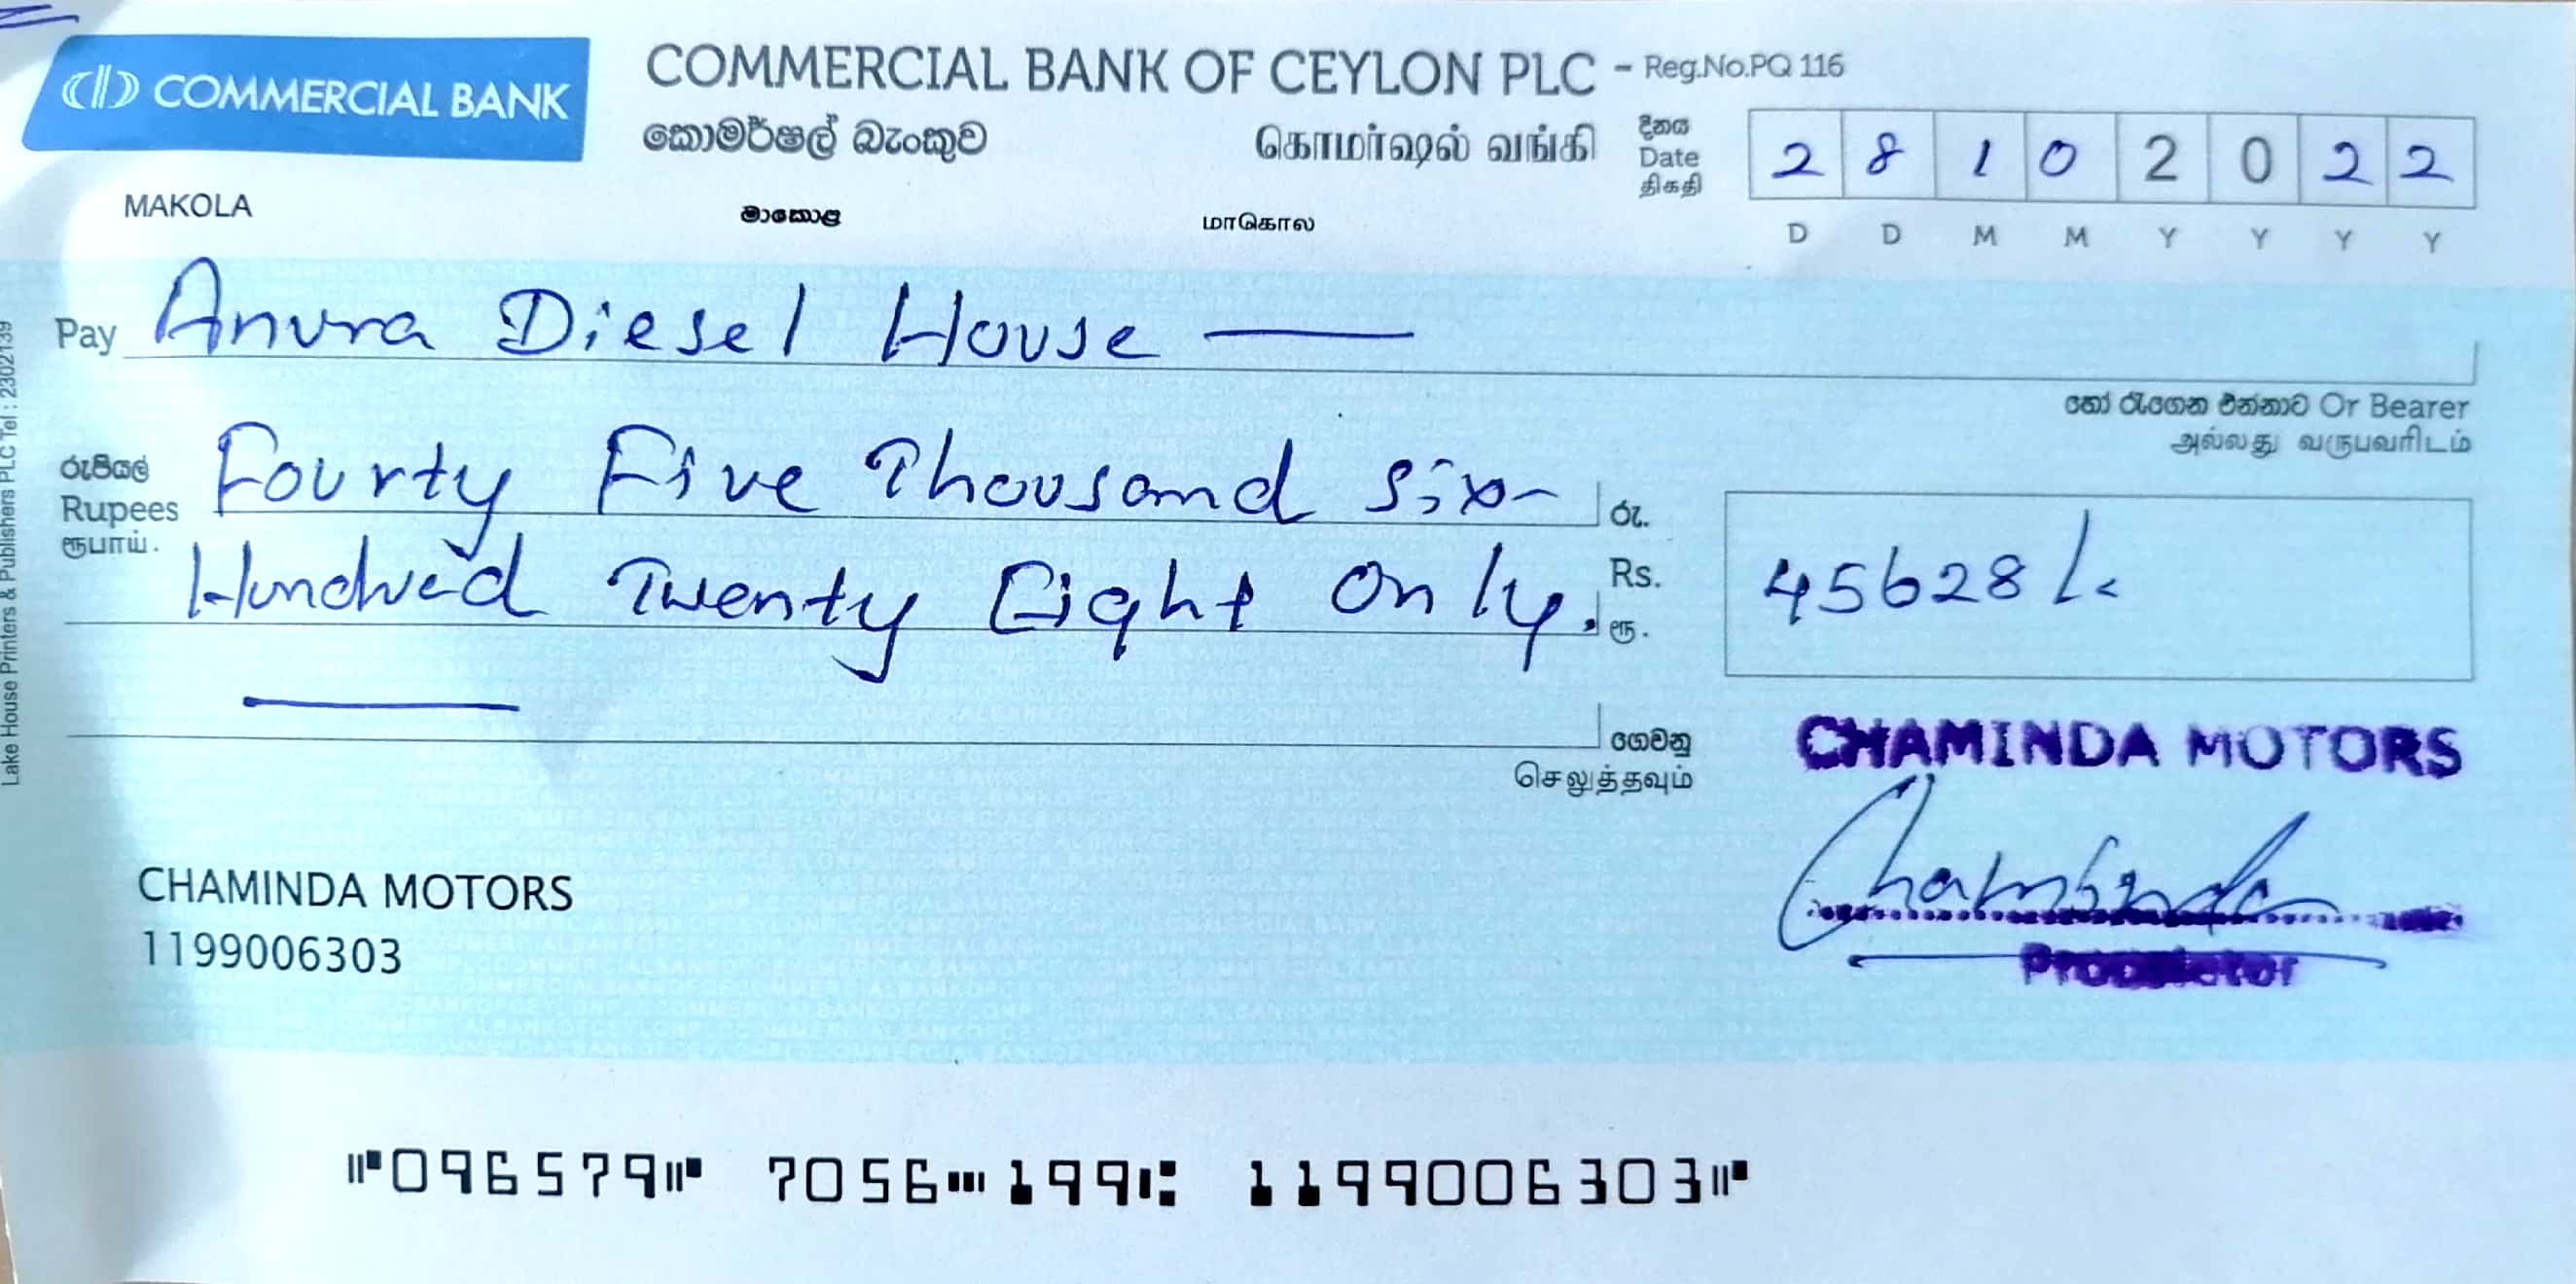 COMMERCIAL BANK
COMMERCIAL BANK OF CEYLON PLC - Reg.No.PQ 116
කොමර්ෂල් බැංකුව கொமர்ஷல் வங்கி
දිනය
Date
திகதி
2 8 1 0 2 0 2 2
D D M M Y Y Y Y
MAKOLA මාකොළ மாகொல
Pay Anura Diesel House
හෝ රැගෙන එන්නාට Or Bearer
அல்லது வருபவரிடம்
රුපියල්
Rupees
ரூபாய்.
Fourty Five Thousand Six
Hundred Twenty Eight Only.
රු.
Rs.
ரூ.
45628/-
ගෙවනු
செலுத்தவும்
CHAMINDA MOTORS
Chaminda
Proprietor
CHAMINDA MOTORS
1199006303
⑈096579⑈ 7056⑉199⑆ 1199006303⑈
Lake House Printers & Publishers PLC Tel : 2302139